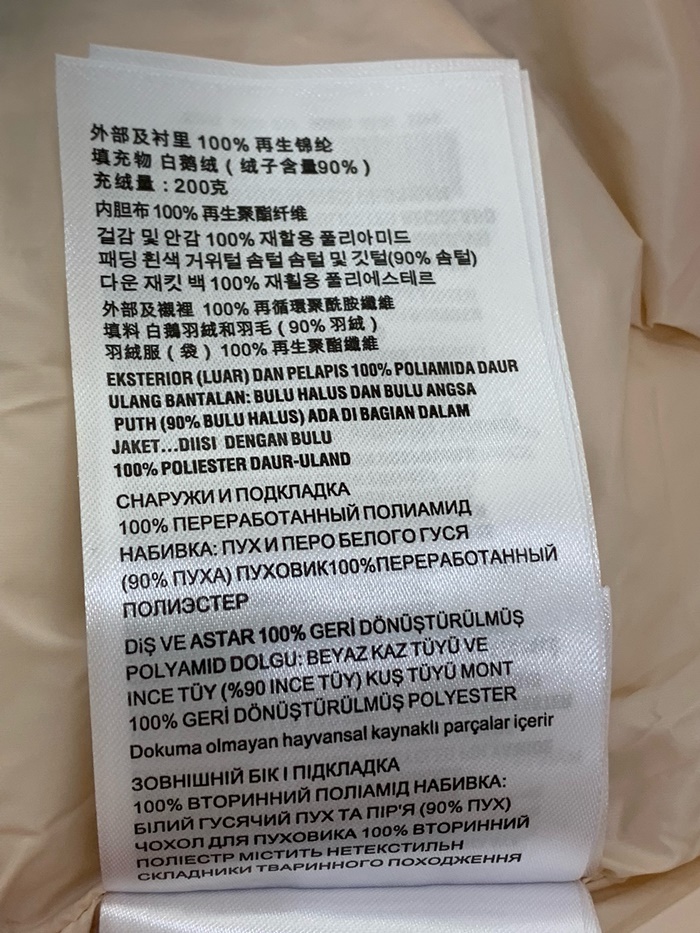 外部及衬里 100% 再生锦纶
填充物 白鹅绒 ( 绒子含量90% )
充绒量 : 200克
内胆布 100% 再生聚酯纤维
겉감 및 안감 100% 재할용 폴리아미드
패딩 흰색 거위털 솜털 솜털 및 깃털(90% 솜털)
다운 재킷 백 100% 재휠용 폴리에스테르
外部及襯裡 100% 再循環聚酰胺纖維
填料 白鵝羽絨和羽毛 ( 90% 羽絨 )
羽絨服 ( 袋 ) 100% 再生聚酯纖維
EKSTERIOR (LUAR) DAN PELAPIS 100% POLIAMIDA DAUR
ULANG BANTALAN: BULU HALUS DAN BULU ANGSA
PUTH (90% BULU HALUS) ADA DI BAGIAN DALAM
JAKET...DIISI DENGAN BULU
100% POLIESTER DAUR-ULAND
СНАРУЖИ И ПОДКЛАДКА
100% ПЕРЕРАБОТАННЫЙ ПОЛИАМИД
НАБИВКА: ПУХ И ПЕРО БЕЛОГО ГУСЯ
(90% ПУХА) ПУХОВИК100%ПЕРЕРАБОТАННЫЙ
ПОЛИЭСТЕР
DiŞ VE ASTAR 100% GERİ DÖNÜŞTÜRÜLMÜŞ
POLYAMID DOLGU: BEYAZ KAZ TÜYÜ VE
INCE TÜY (%90 INCE TÜY) KUŞ TÜYÜ MONT
100% GERİ DÖNÜŞTÜRÜLMÜŞ POLYESTER
Dokuma olmayan hayvansal kaynaklı parçalar içerir
ЗОВНІШНІЙ БІК І ПІДКЛАДКА
100% ВТОРИННИЙ ПОЛІАМІД НАБИВКА:
БІЛИЙ ГУСЯЧИЙ ПУХ ТА ПІР'Я (90% ПУХ)
ЧОХОЛ ДЛЯ ПУХОВИКА 100% ВТОРИННИЙ
ПОЛІЕСТР МІСТИТЬ НЕТЕКСТИЛЬН
СКЛАДНИКИ ТВАРИННОГО ПОХОДЖЕННЯ